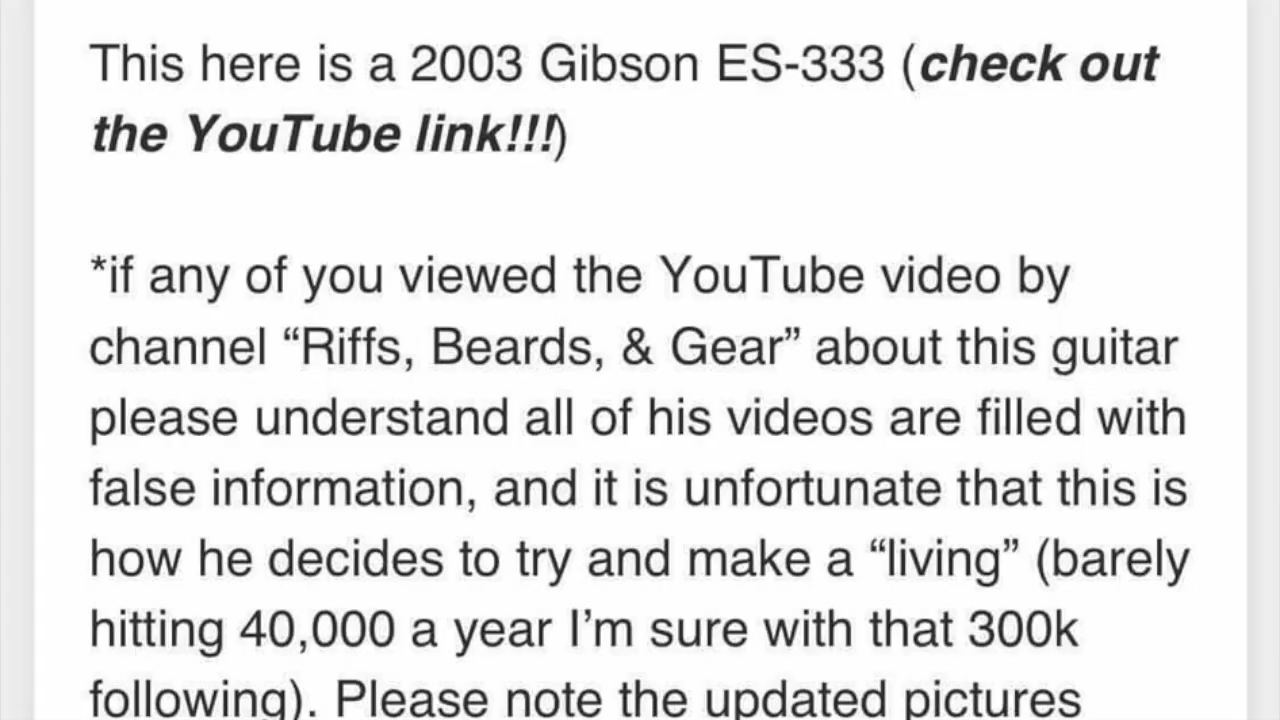 This here is a 2003 Gibson ES-333 (check out
the YouTube link!!!)
*if any of you viewed the YouTube video by
channel “Riffs, Beards, & Gear” about this guitar
please understand all of his videos are filled with
false information, and it is unfortunate that this is
how he decides to try and make a “living” (barely
hitting 40,000 a year I’m sure with that 300k
following). Please note the updated pictures